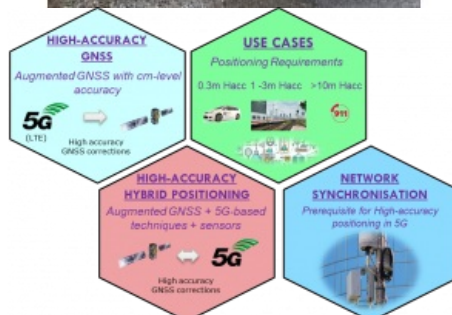 HIGH-ACCURACY
GNSS
Augmented GNSS with cm-level
accuracy
5G
(LTE)
High accuracy
GNSS corrections
USE CASES
Positioning Requirements
0.3m Hacc 1 -3m Hacc >10m Hacc
911
HIGH-ACCURACY
HYBRID POSITIONING
Augmented GNSS + 5G-based
techniques + sensors
5G
High accuracy
GNSS corrections
NETWORK
SYNCHRONISATION
Prerequisite for High-accuracy
positioning in 5G